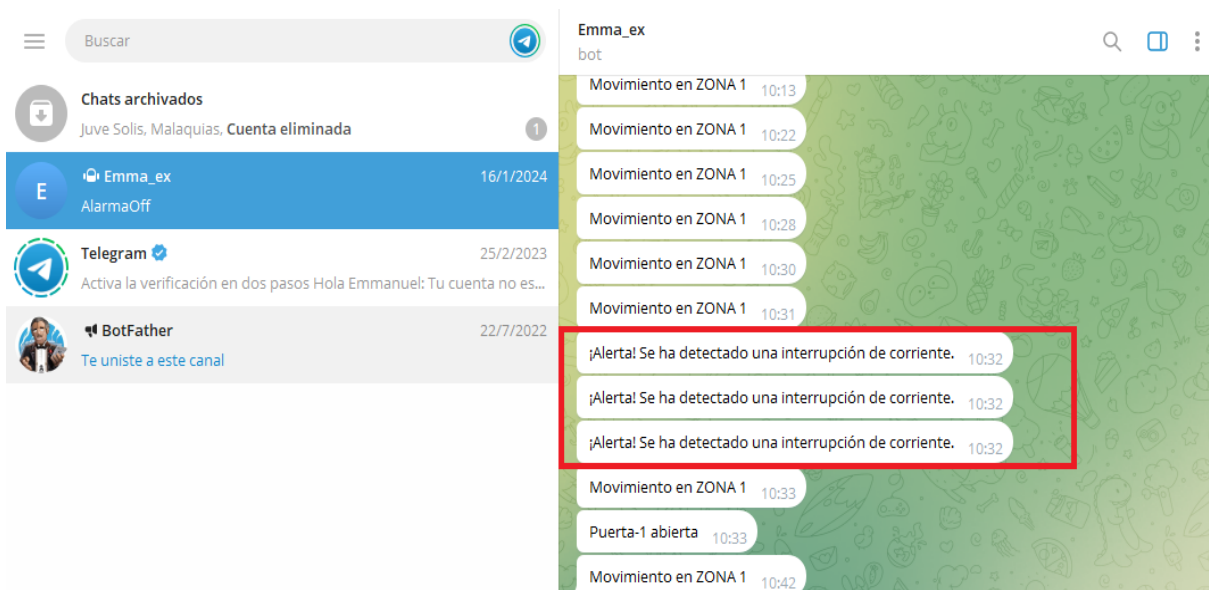 Buscar
Chats archivados
Juve Solis, Malaquias, Cuenta eliminada
1
E
Emma_ex
16/1/2024
AlarmaOff
Telegram
25/2/2023
Activa la verificación en dos pasos Hola Emmanuel: Tu cuenta no es...
BotFather
22/7/2022
Te uniste a este canal
Emma_ex
bot
Movimiento en ZONA 1 10:13
Movimiento en ZONA 1 10:22
Movimiento en ZONA 1 10:25
Movimiento en ZONA 1 10:28
Movimiento en ZONA 1 10:30
Movimiento en ZONA 1 10:31
¡Alerta! Se ha detectado una interrupción de corriente. 10:32
¡Alerta! Se ha detectado una interrupción de corriente. 10:32
¡Alerta! Se ha detectado una interrupción de corriente. 10:32
Movimiento en ZONA 1 10:33
Puerta-1 abierta 10:33
Movimiento en ZONA 1 10:42